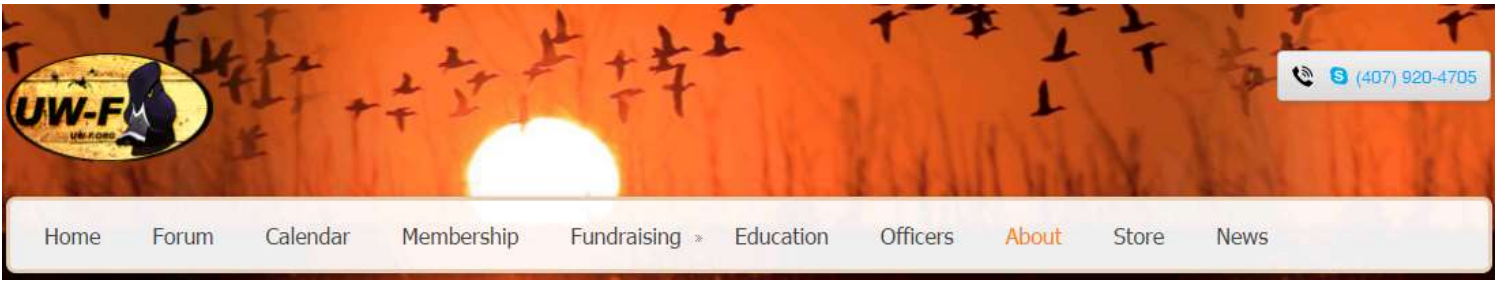 UW-F
UW-F.ORG
(407) 920-4705
Home Forum Calendar Membership Fundraising » Education Officers About Store News